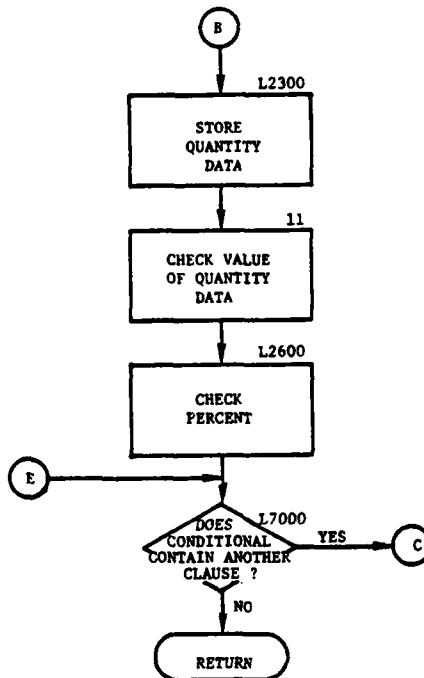 B
L2300
STORE
QUANTITY
DATA
11
CHECK VALUE
OF QUANTITY
DATA
L2600
CHECK
PERCENT
E
L7000
DOES
CONDITIONAL
CONTAIN ANOTHER
CLAUSE ?
YES
C
NO
RETURN